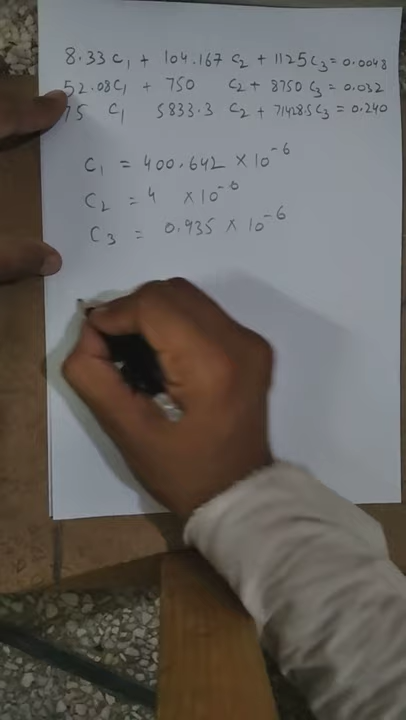 8.33 C1 + 104.167 C2 + 1125 C3 = 0.0048
52.08 C1 + 750 C2 + 8750 C3 = 0.032
75 C1 5833.3 C2 + 71428.5 C3 = 0.240
C1 = 400.642 × 10^-6
C2 = 4 × 10^-6
C3 = 0.935 × 10^-6